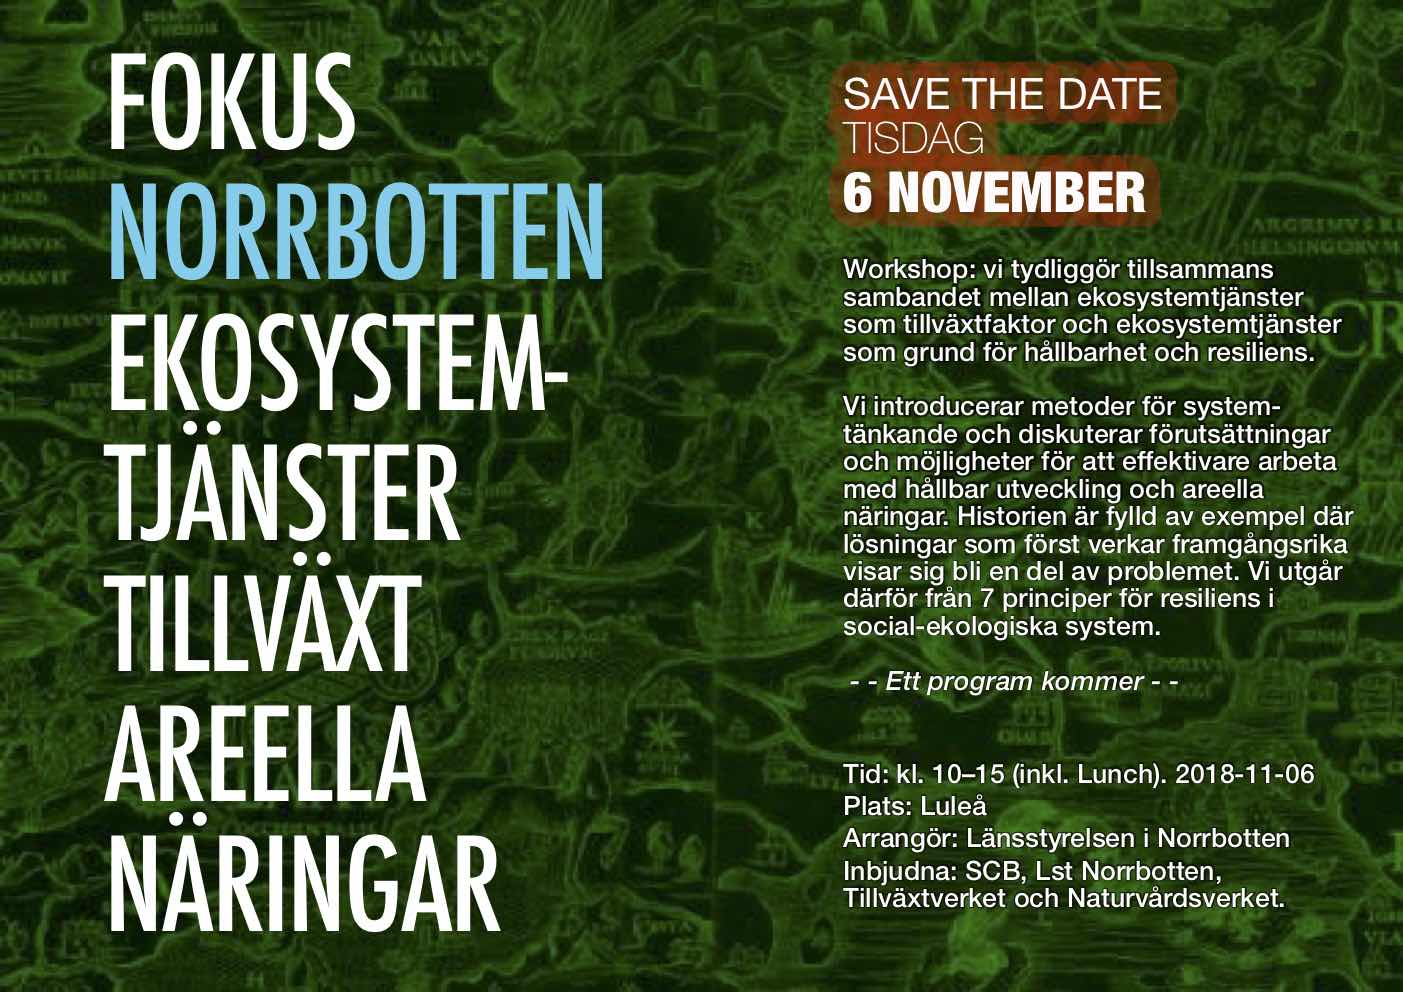 FOKUS
NORRBOTTEN
EKOSYSTEM-
TJÄNSTER
TILLVÄXT
AREELLA
NÄRINGAR
SAVE THE DATE
TISDAG
6 NOVEMBER
Workshop: vi tydliggör tillsammans
sambandet mellan ekosystemtjänster
som tillväxtfaktor och ekosystemtjänster
som grund för hållbarhet och resiliens.
Vi introducerar metoder för system-
tänkande och diskuterar förutsättningar
och möjligheter för att effektivare arbeta
med hållbar utveckling och areella
näringar. Historien är fylld av exempel där
lösningar som först verkar framgångsrika
visar sig bli en del av problemet. Vi utgår
därför från 7 principer för resiliens i
social-ekologiska system.
- - Ett program kommer - -
Tid: kl. 10–15 (inkl. Lunch). 2018-11-06
Plats: Luleå
Arrangör: Länsstyrelsen i Norrbotten
Inbjudna: SCB, Lst Norrbotten,
Tillväxtverket och Naturvårdsverket.